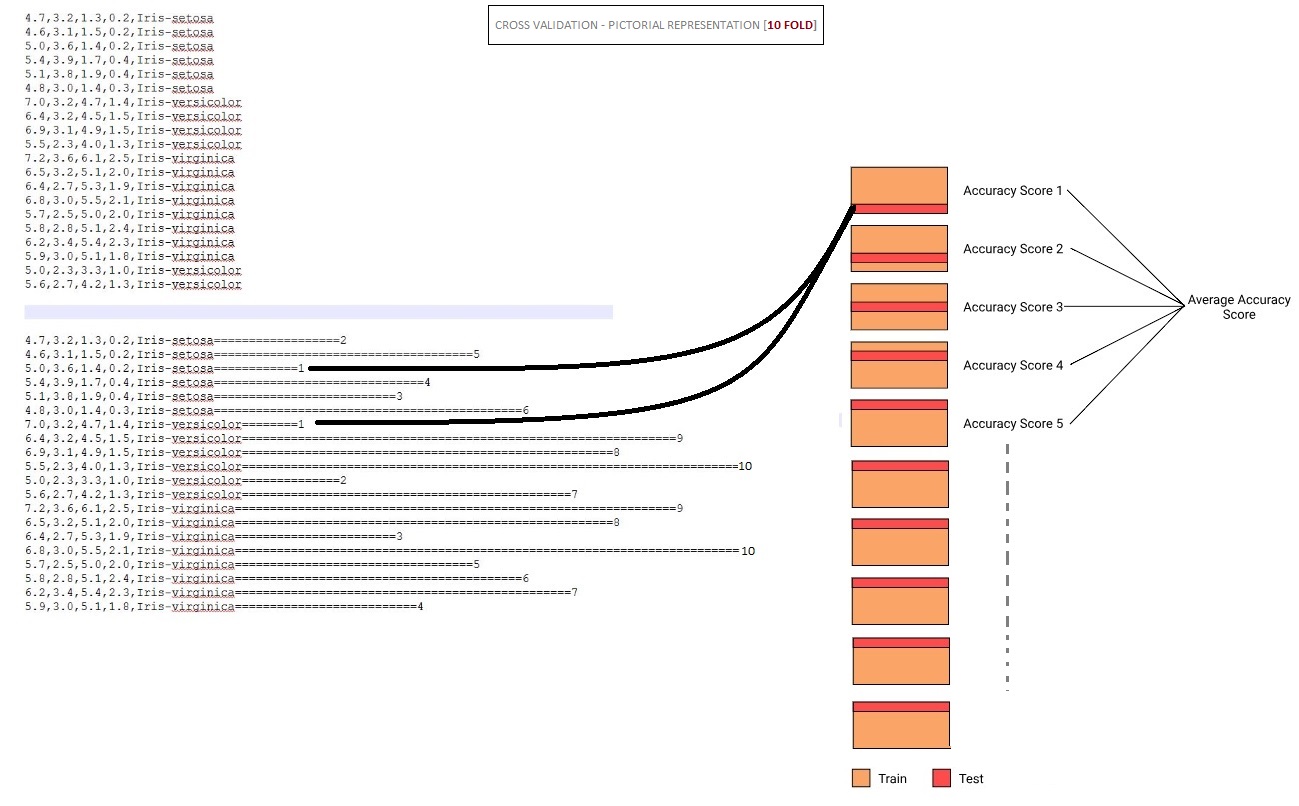 CROSS VALIDATION - PICTORIAL REPRESENTATION [10 FOLD]
4.7,3.2,1.3,0.2,Iris-setosa
4.6,3.1,1.5,0.2,Iris-setosa
5.0,3.6,1.4,0.2,Iris-setosa
5.4,3.9,1.7,0.4,Iris-setosa
5.1,3.8,1.9,0.4,Iris-setosa
4.8,3.0,1.4,0.3,Iris-setosa
7.0,3.2,4.7,1.4,Iris-versicolor
6.4,3.2,4.5,1.5,Iris-versicolor
6.9,3.1,4.9,1.5,Iris-versicolor
5.5,2.3,4.0,1.3,Iris-versicolor
7.2,3.6,6.1,2.5,Iris-virginica
6.5,3.2,5.1,2.0,Iris-virginica
6.4,2.7,5.3,1.9,Iris-virginica
6.8,3.0,5.5,2.1,Iris-virginica
5.7,2.5,5.0,2.0,Iris-virginica
5.8,2.8,5.1,2.4,Iris-virginica
6.2,3.4,5.4,2.3,Iris-virginica
5.9,3.0,5.1,1.8,Iris-virginica
5.0,2.3,3.3,1.0,Iris-versicolor
5.6,2.7,4.2,1.3,Iris-versicolor
4.7,3.2,1.3,0.2,Iris-setosa==================2
4.6,3.1,1.5,0.2,Iris-setosa=====================================5
5.0,3.6,1.4,0.2,Iris-setosa============1
5.4,3.9,1.7,0.4,Iris-setosa==============================4
5.1,3.8,1.9,0.4,Iris-setosa==========================3
4.8,3.0,1.4,0.3,Iris-setosa============================================6
7.0,3.2,4.7,1.4,Iris-versicolor========1
6.4,3.2,4.5,1.5,Iris-versicolor==============================================================9
6.9,3.1,4.9,1.5,Iris-versicolor=====================================================8
5.5,2.3,4.0,1.3,Iris-versicolor=======================================================================10
5.0,2.3,3.3,1.0,Iris-versicolor==============2
5.6,2.7,4.2,1.3,Iris-versicolor===============================================7
7.2,3.6,6.1,2.5,Iris-virginica===============================================================9
6.5,3.2,5.1,2.0,Iris-virginica======================================================8
6.4,2.7,5.3,1.9,Iris-virginica=======================3
6.8,3.0,5.5,2.1,Iris-virginica========================================================================10
5.7,2.5,5.0,2.0,Iris-virginica==================================5
5.8,2.8,5.1,2.4,Iris-virginica=========================================6
6.2,3.4,5.4,2.3,Iris-virginica================================================7
5.9,3.0,5.1,1.8,Iris-virginica==========================4
Accuracy Score 1
Accuracy Score 2
Accuracy Score 3
Accuracy Score 4
Accuracy Score 5
Average Accuracy
Score
Train
Test